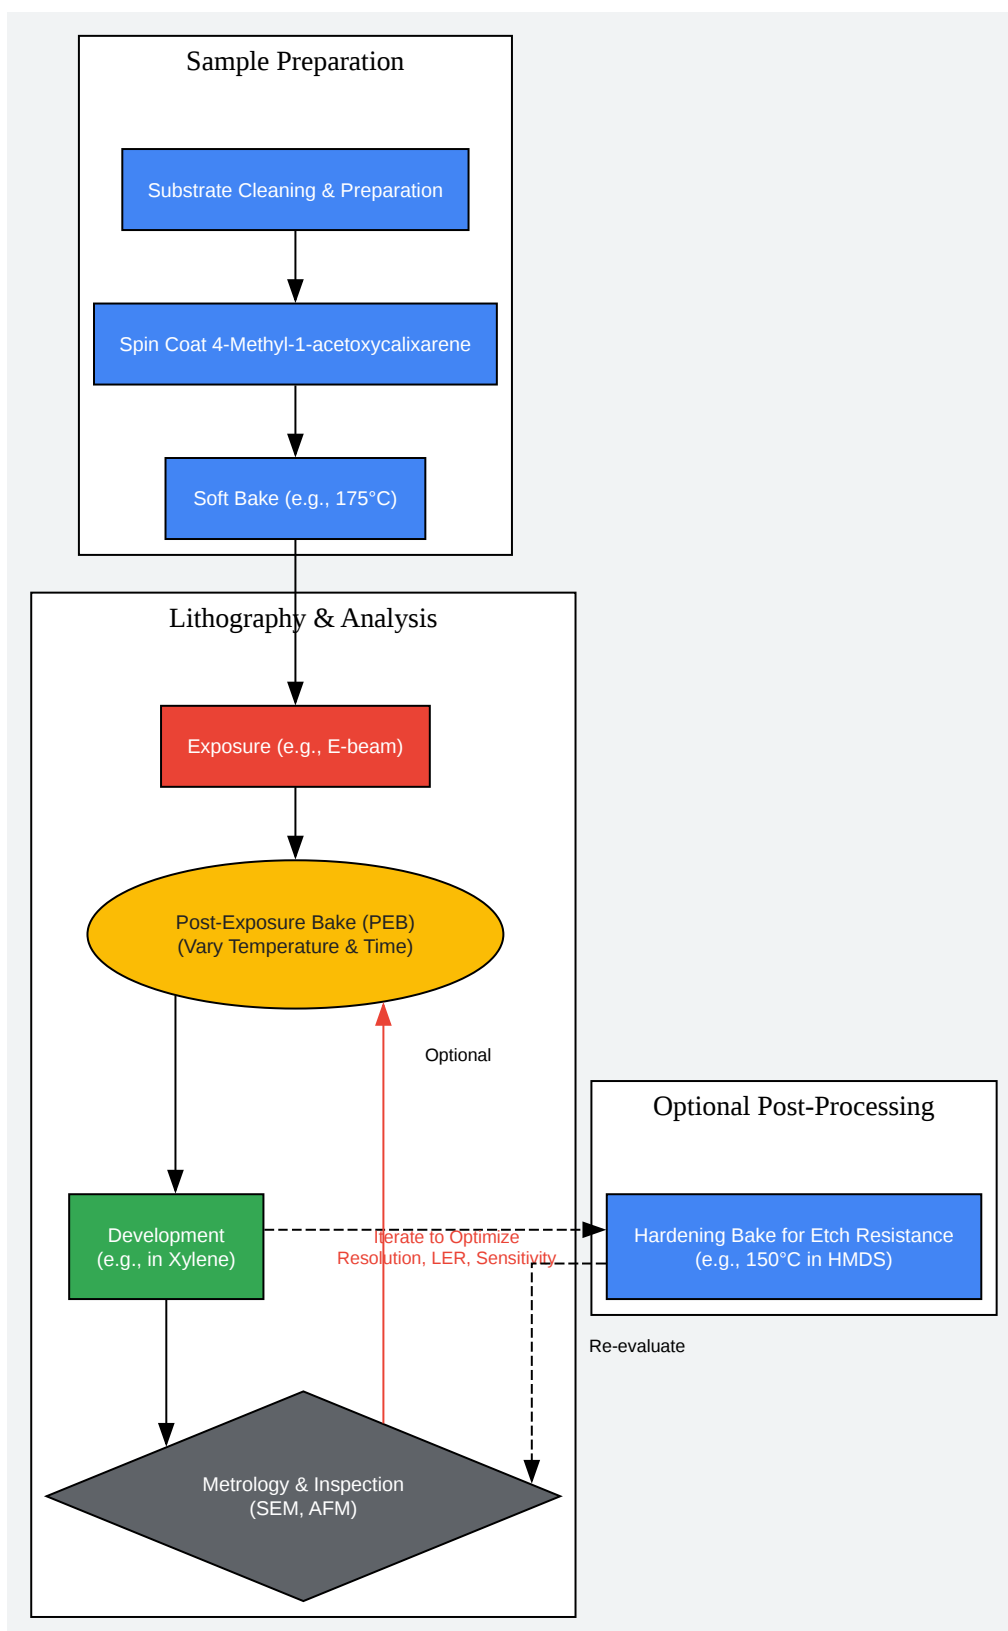 Sample Preparation
Substrate Cleaning & Preparation
Spin Coat 4-Methyl-1-acetoxycalixarene
Soft Bake (e.g., 175°C)
Lithography & Analysis
Exposure (e.g., E-beam)
Post-Exposure Bake (PEB)
(Vary Temperature & Time)
Optional
Optional Post-Processing
Development
(e.g., in Xylene)
Iterate to Optimize
Resolution, LER, Sensitivity
Hardening Bake for Etch Resistance
(e.g., 150°C in HMDS)
Re-evaluate
Metrology & Inspection
(SEM, AFM)